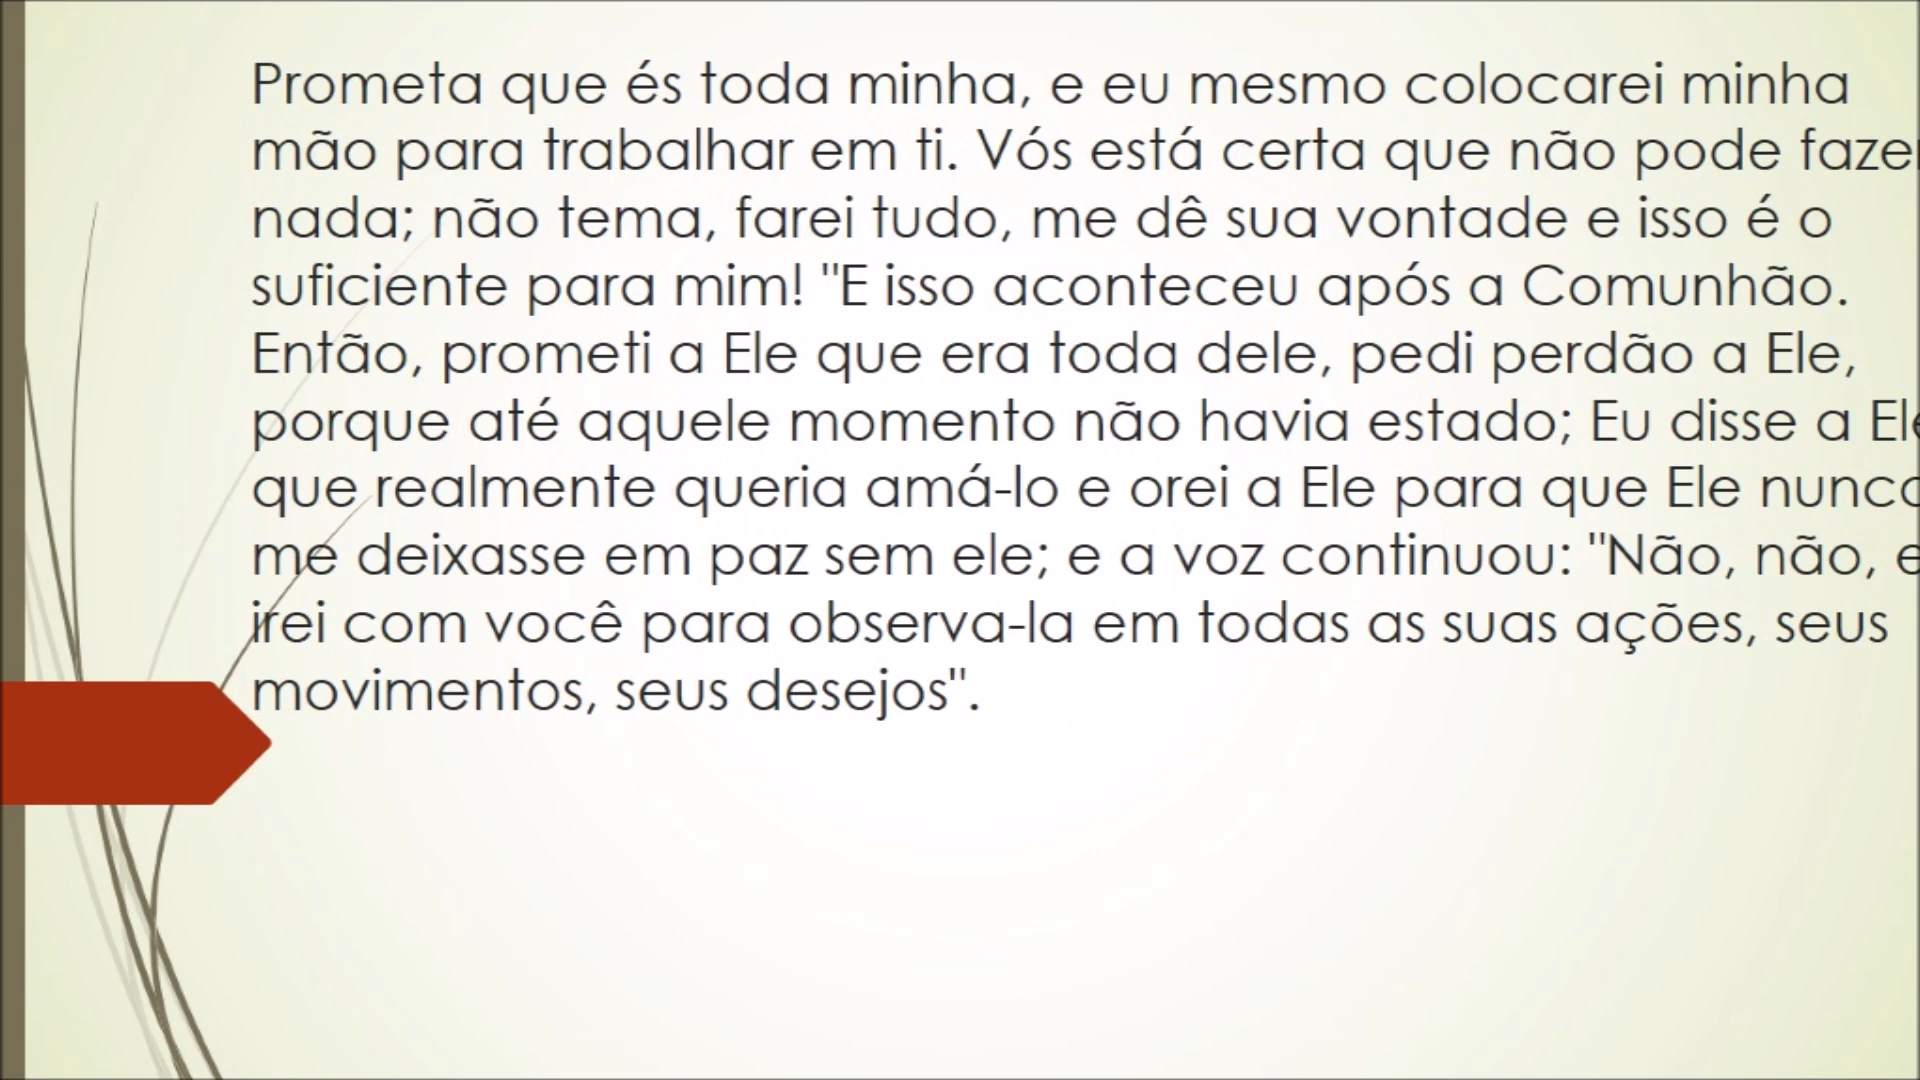 Prometa que és toda minha, e eu mesmo colocarei minha
mão para trabalhar em ti. Vós está certa que não pode fazer
nada; não tema, farei tudo, me dê sua vontade e isso é o
suficiente para mim! "E isso aconteceu após a Comunhão.
Então, prometi a Ele que era toda dele, pedi perdão a Ele,
porque até aquele momento não havia estado; Eu disse a Ele
que realmente queria amá-lo e orei a Ele para que Ele nunca
me deixasse em paz sem ele; e a voz continuou: "Não, não, e
irei com você para observa-la em todas as suas ações, seus
movimentos, seus desejos".